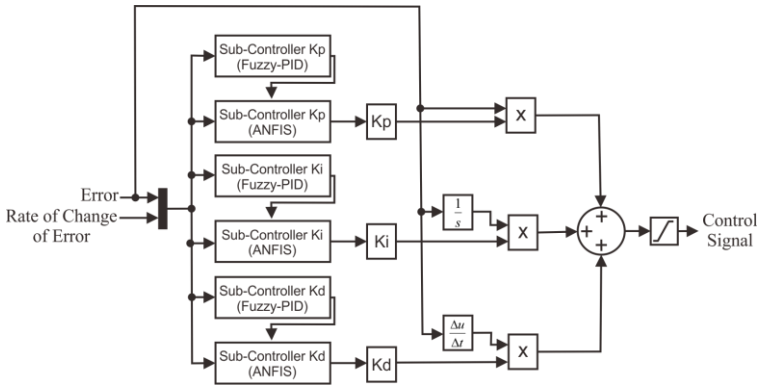 Sub-Controller Kp
(Fuzzy-PID)
Sub-Controller Kp
(ANFIS)
Kp
x
Sub-Controller Ki
(Fuzzy-PID)
Error
Rate of Change
of Error
1
s
Sub-Controller Ki
(ANFIS)
Ki
x
+
+
+
Control
Signal
Sub-Controller Kd
(Fuzzy-PID)
Δu
Δt
Sub-Controller Kd
(ANFIS)
Kd
x